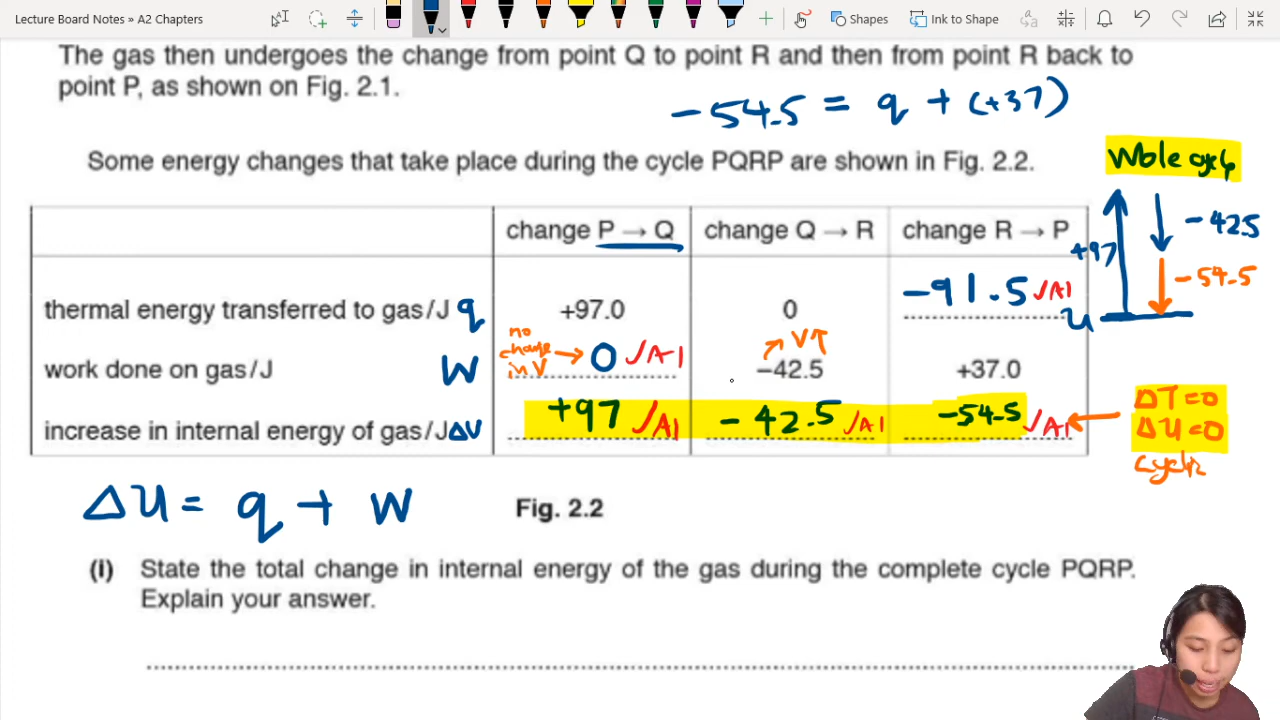 Lecture Board Notes » A2 Chapters
Shapes
Ink to Shape
The gas then undergoes the change from point Q to point R and then from point R back to
point P, as shown on Fig. 2.1.
-54.5 = q + (+37)
Some energy changes that take place during the cycle PQRP are shown in Fig. 2.2.
Whole cycle
+97
-42.5
-54.5
U
change P → Q change Q → R change R → P
thermal energy transferred to gas/J q +97.0 0 -91.5 ✓A1
no change in V → 0 ✓A1
→ V↑
work done on gas/J W −42.5 +37.0
increase in internal energy of gas/J ΔU +97 ✓A1 -42.5 ✓A1 -54.5 ✓A1
ΔT=0
ΔU=0
cyclic
ΔU = q + W
Fig. 2.2
(i) State the total change in internal energy of the gas during the complete cycle PQRP.
Explain your answer.